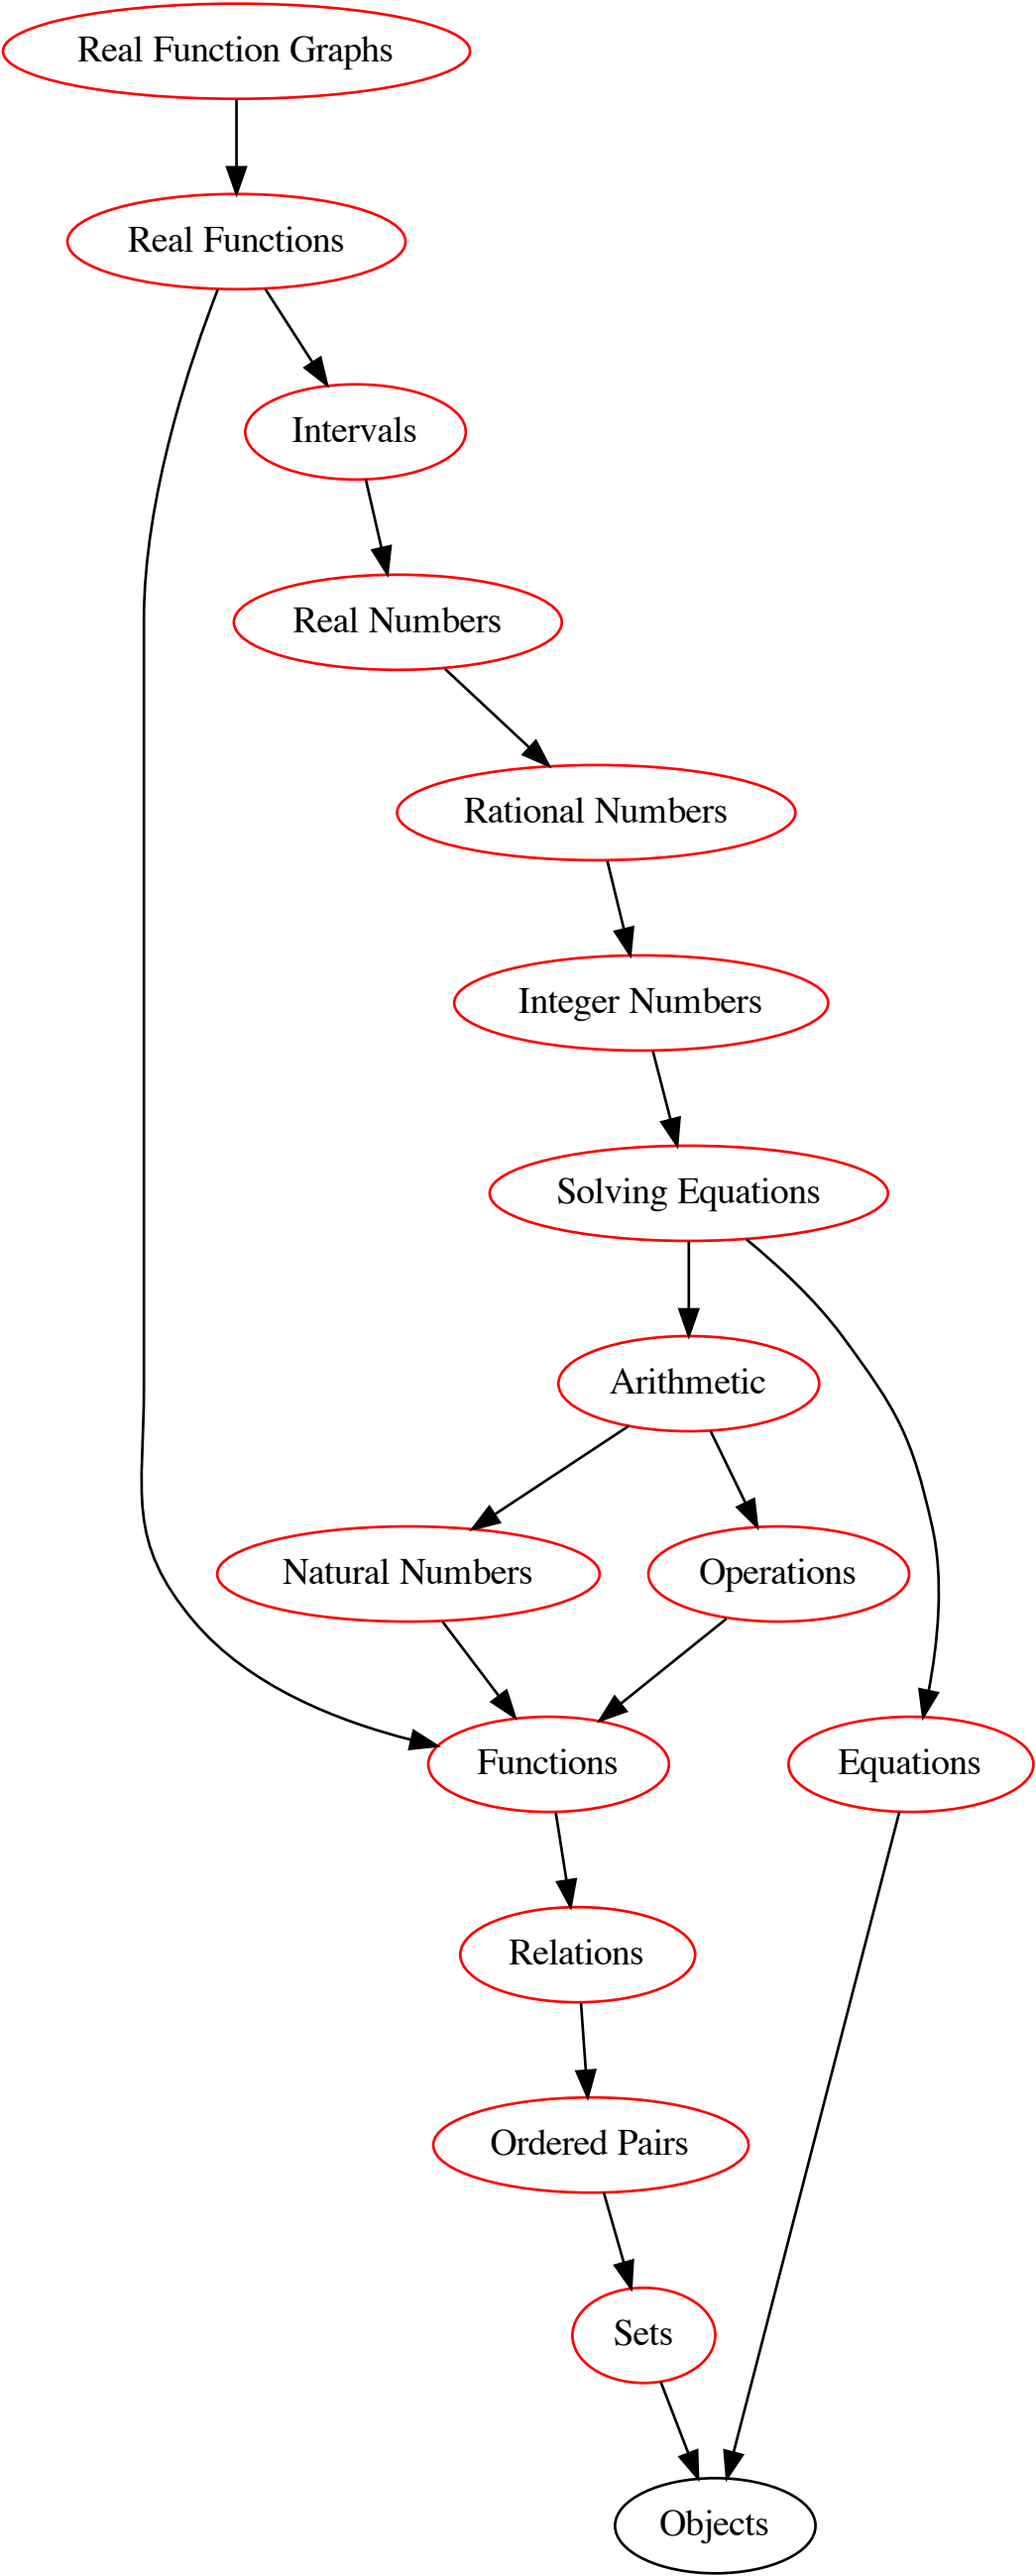 Real Function Graphs
Real Functions
Intervals
Real Numbers
Rational Numbers
Integer Numbers
Solving Equations
Arithmetic
Natural Numbers
Operations
Functions
Equations
Relations
Ordered Pairs
Sets
Objects